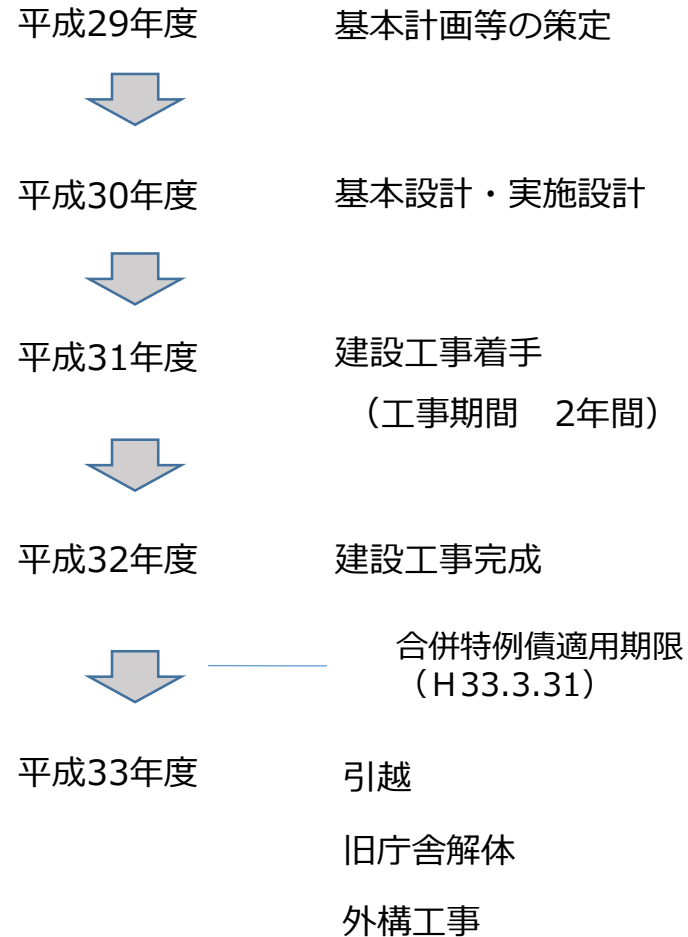 平成29年度　基本計画等の策定
平成30年度　基本設計・実施設計
平成31年度　建設工事着手
（工事期間　2年間）
平成32年度　建設工事完成
合併特例債適用期限
（Ｈ33.3.31）
平成33年度　引越
旧庁舎解体
外構工事